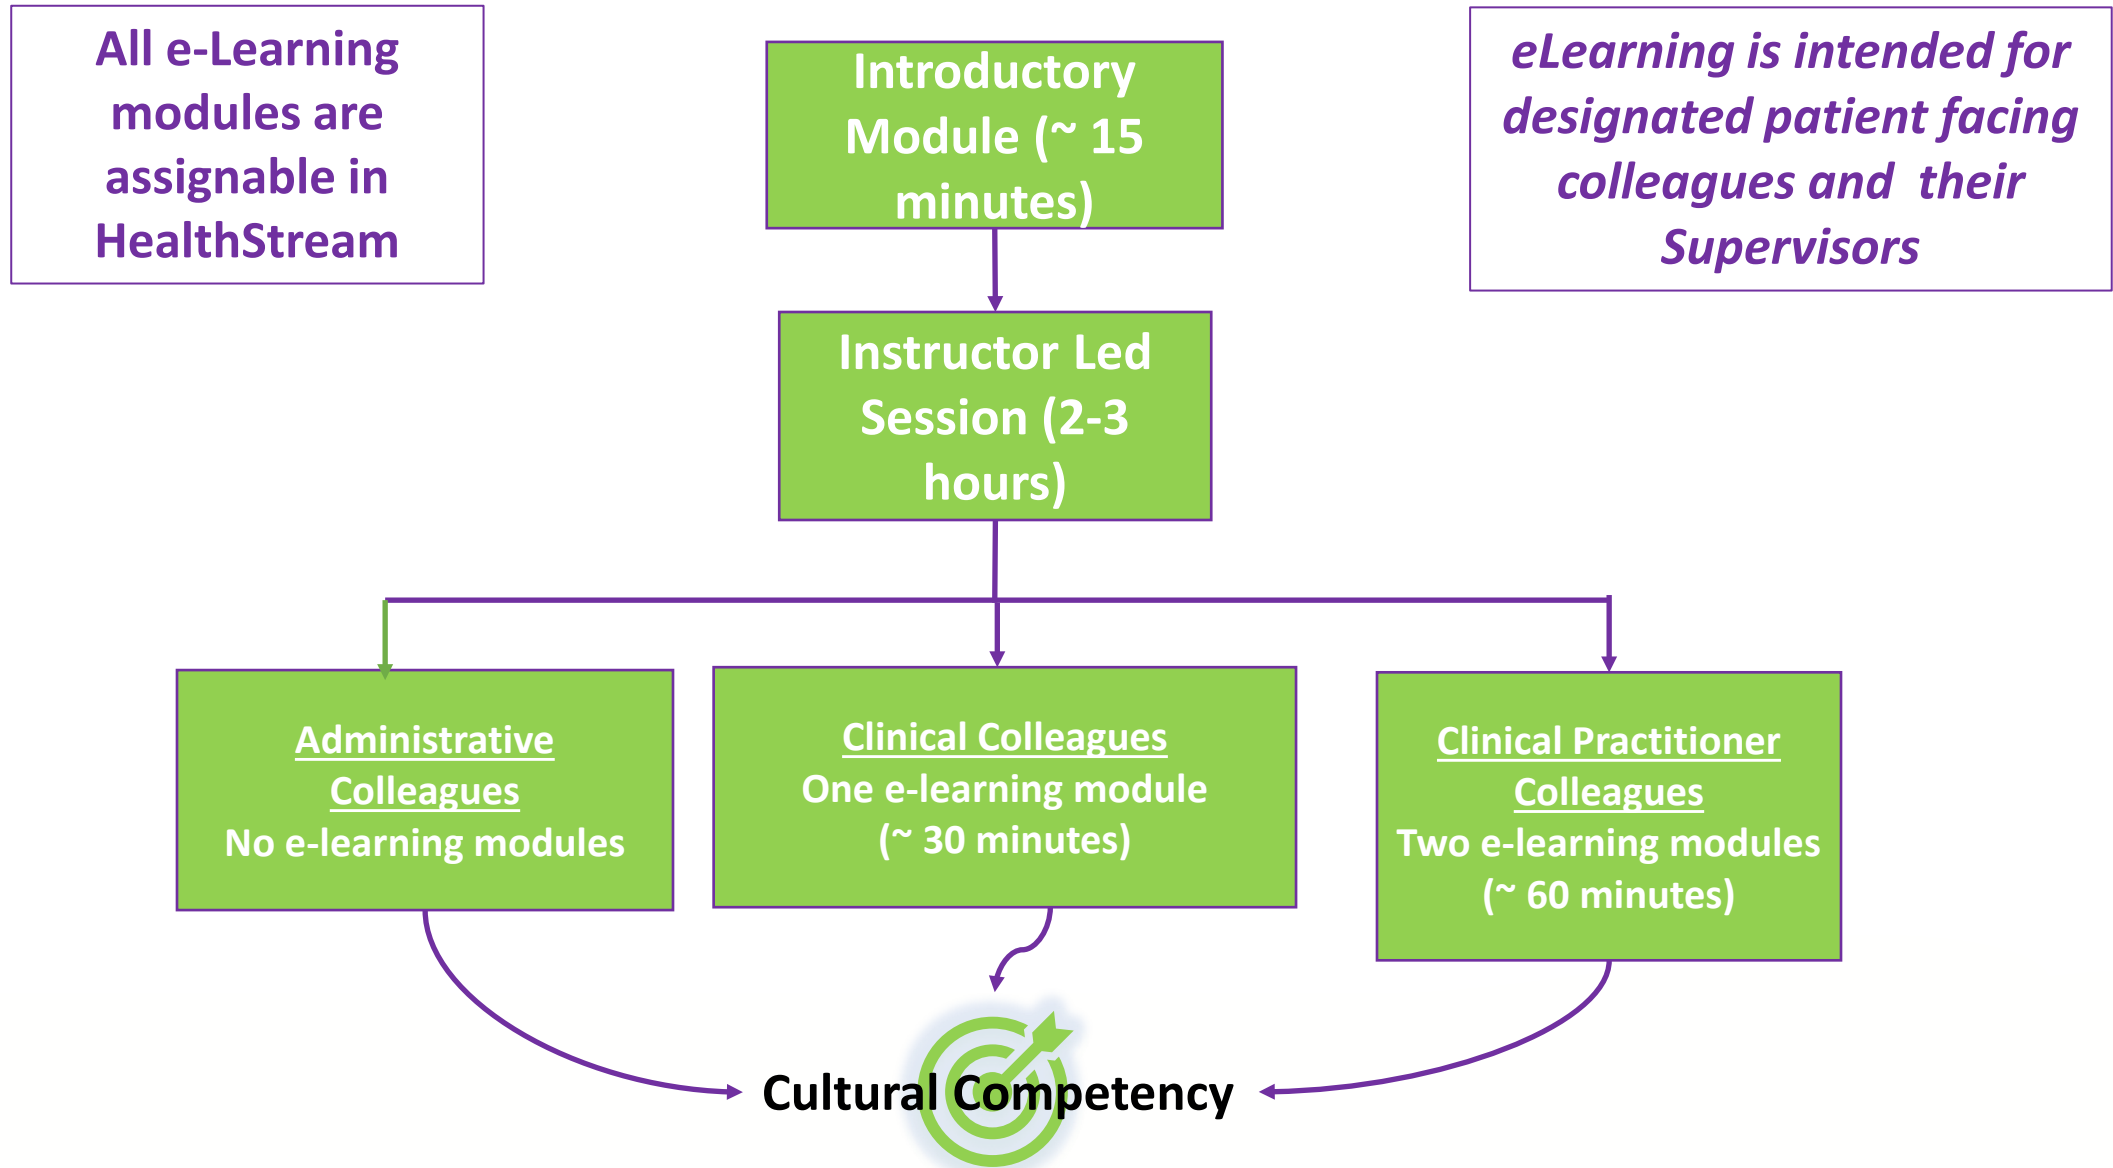 All e-Learning
modules are
assignable in
HealthStream
Introductory
Module (~ 15
minutes)
eLearning is intended for
designated patient facing
colleagues and  their
Supervisors
Instructor Led
Session (2-3
hours)
Administrative
Colleagues
No e-learning modules
Clinical Colleagues
One e-learning module
(~ 30 minutes)
Clinical Practitioner
Colleagues
Two e-learning modules
(~ 60 minutes)
Cultural Competency